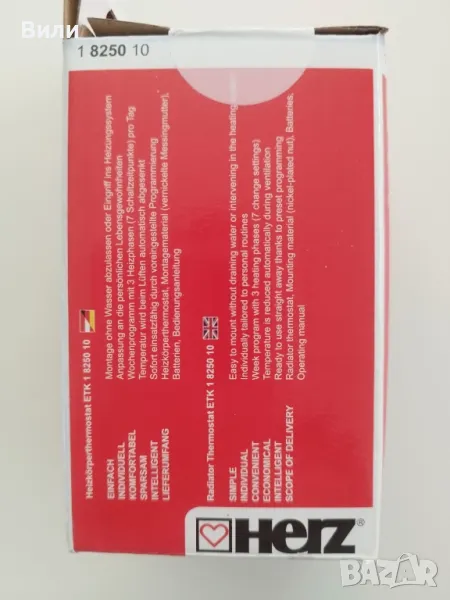 Вили
1 8250 10
Heizkörperthermostat ETK 1 8250 10
EINFACH Montage ohne Wasser abzulassen oder Eingriff ins Heizungssystem
INDIVIDUELL Anpassung an die persönlichen Lebensgewohnheiten
KOMFORTABEL Wochenprogramm mit 3 Heizphasen (7 Schaltzeitpunkte) pro Tag
SPARSAM Temperatur wird beim Lüften automatisch abgesenkt
INTELLIGENT Sofort einsatzfähig durch voreingestellte Programmierung
LIEFERUMFANG Heizkörperthermostat, Montagematerial (vernickelte Messingmutter),
Batterien, Bedienungsanleitung
Radiator Thermostat ETK 1 8250 10
SIMPLE Easy to mount without draining water or intervening in the heating
INDIVIDUAL Individually tailored to personal routines
CONVENIENT Week program with 3 heating phases (7 change settings)
ECONOMICAL Temperature is reduced automatically during ventilation
INTELLIGENT Ready to use straight away thanks to preset programming
SCOPE OF DELIVERY Radiator thermostat, Mounting material (nickel-plated nut), Batteries,
Operating manual
HERZ®
BAZAR